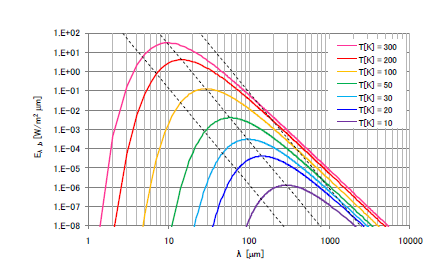 1.E+02
1.E+01
1.E+00
1.E-01
1.E-02
1.E-03
1.E-04
1.E-05
1.E-06
1.E-07
1.E-08
Eλ,b [W/m² μm]
T[K] = 300
T[K] = 200
T[K] = 100
T[K] = 50
T[K] = 30
T[K] = 20
T[K] = 10
1 10 100 1000 10000
λ [μm]